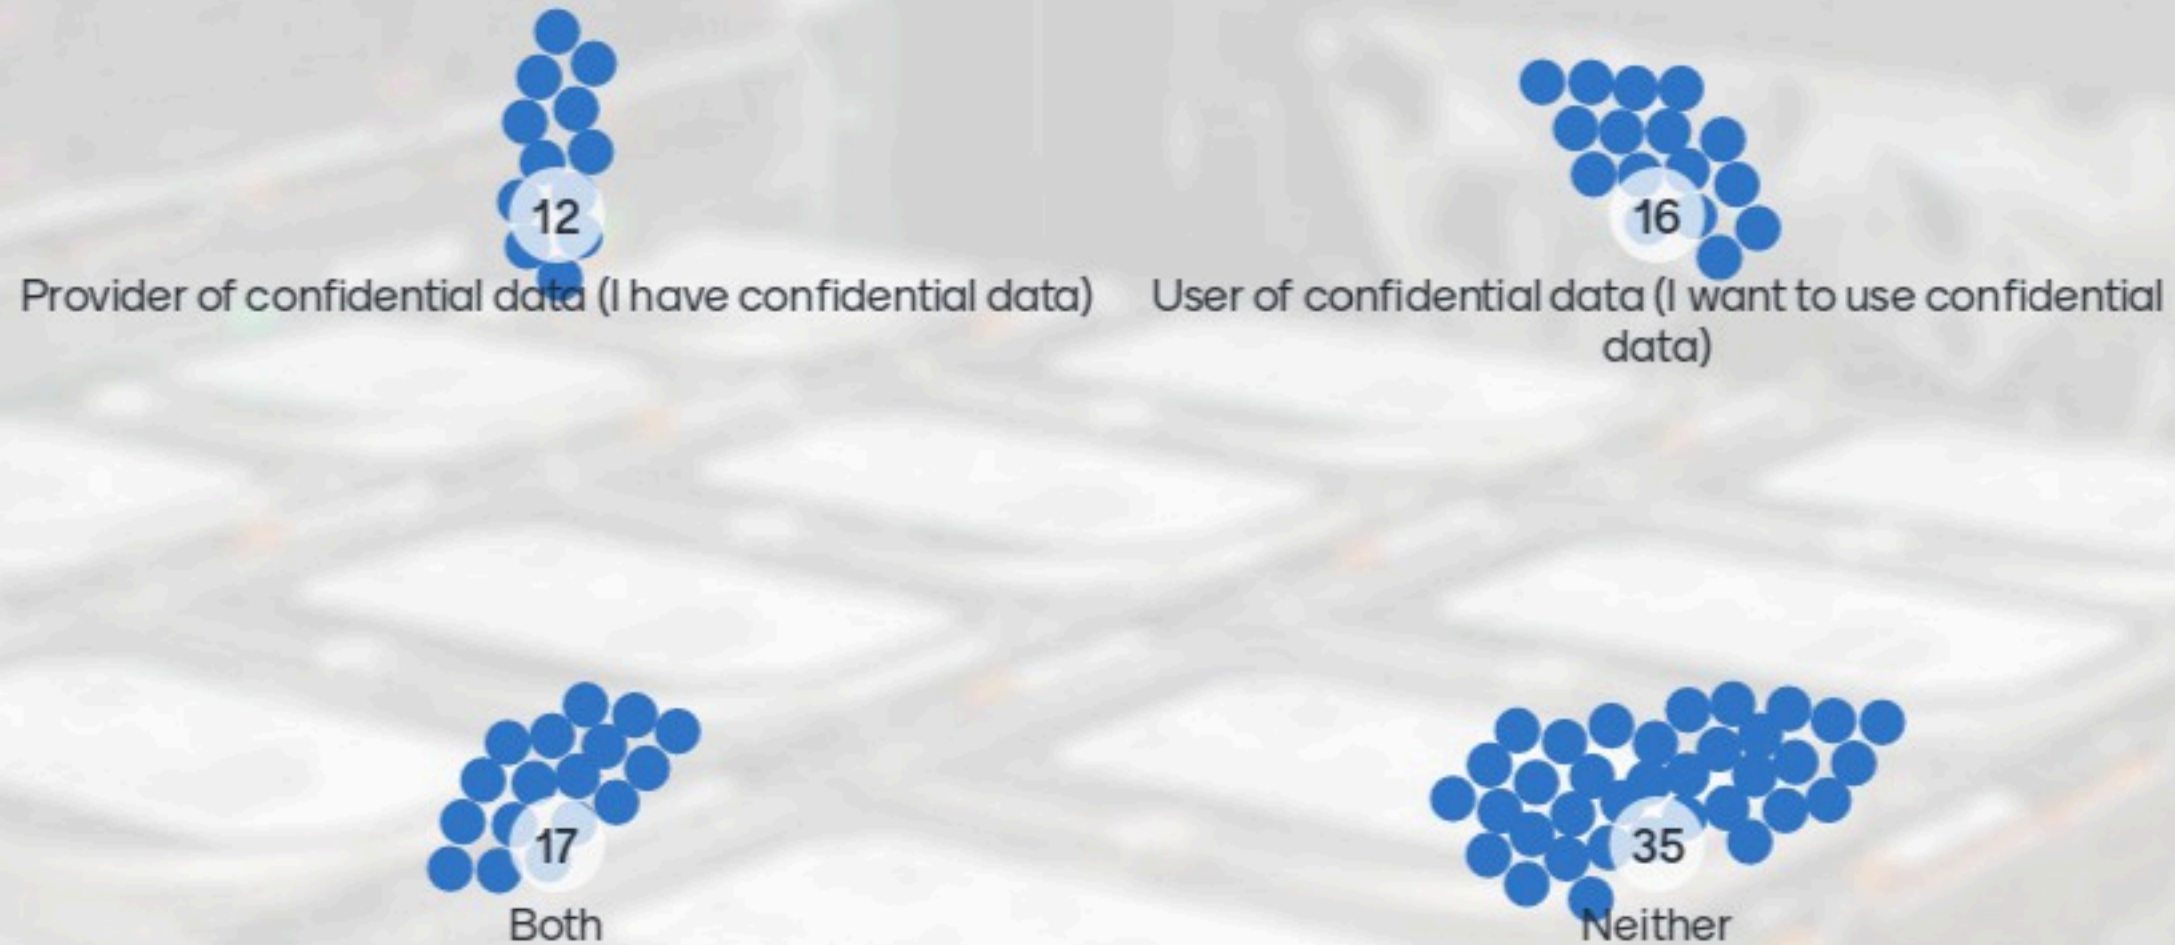 12
16
Provider of confidential data (I have confidential data)
User of confidential data (I want to use confidential
data)
17
35
Both
Neither